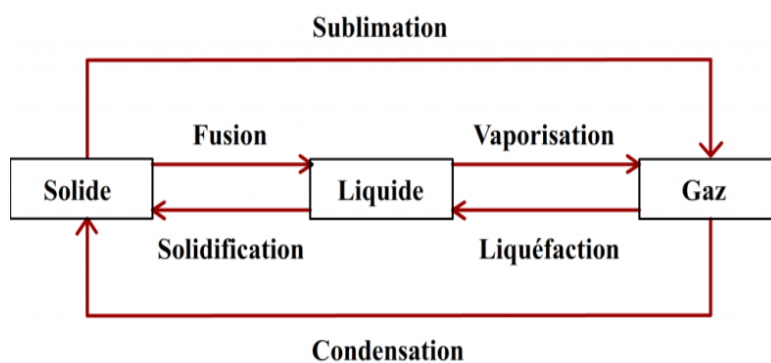 Sublimation
Fusion
Vaporisation
Solide
Liquide
Gaz
Solidification
Liquéfaction
Condensation